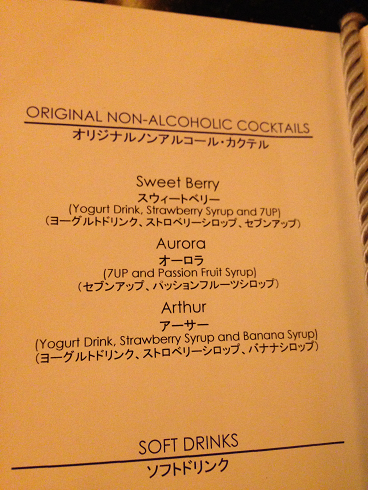 ORIGINAL NON-ALCOHOLIC COCKTAILS
オリジナルノンアルコール・カクテル
Sweet Berry
スウィートベリー
(Yogurt Drink, Strawberry Syrup and 7UP)
(ヨーグルトドリンク、ストロベリーシロップ、セブンアップ)
Aurora
オーロラ
(7UP and Passion Fruit Syrup)
(セブンアップ、パッションフルーツシロップ)
Arthur
アーサー
(Yogurt Drink, Strawberry Syrup and Banana Syrup)
(ヨーグルトドリンク、ストロベリーシロップ、バナナシロップ)
SOFT DRINKS
ソフトドリンク